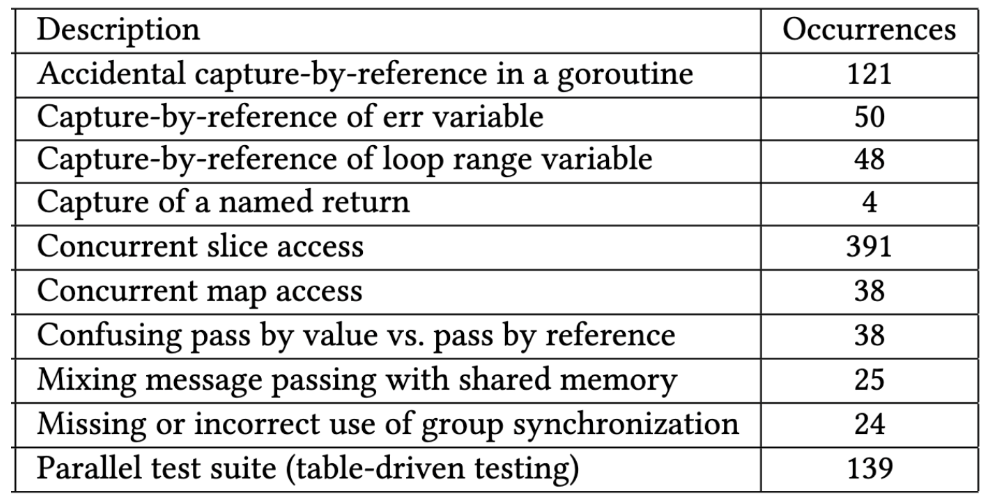 Description Occurrences
Accidental capture-by-reference in a goroutine 121
Capture-by-reference of err variable 50
Capture-by-reference of loop range variable 48
Capture of a named return 4
Concurrent slice access 391
Concurrent map access 38
Confusing pass by value vs. pass by reference 38
Mixing message passing with shared memory 25
Missing or incorrect use of group synchronization 24
Parallel test suite (table-driven testing) 139